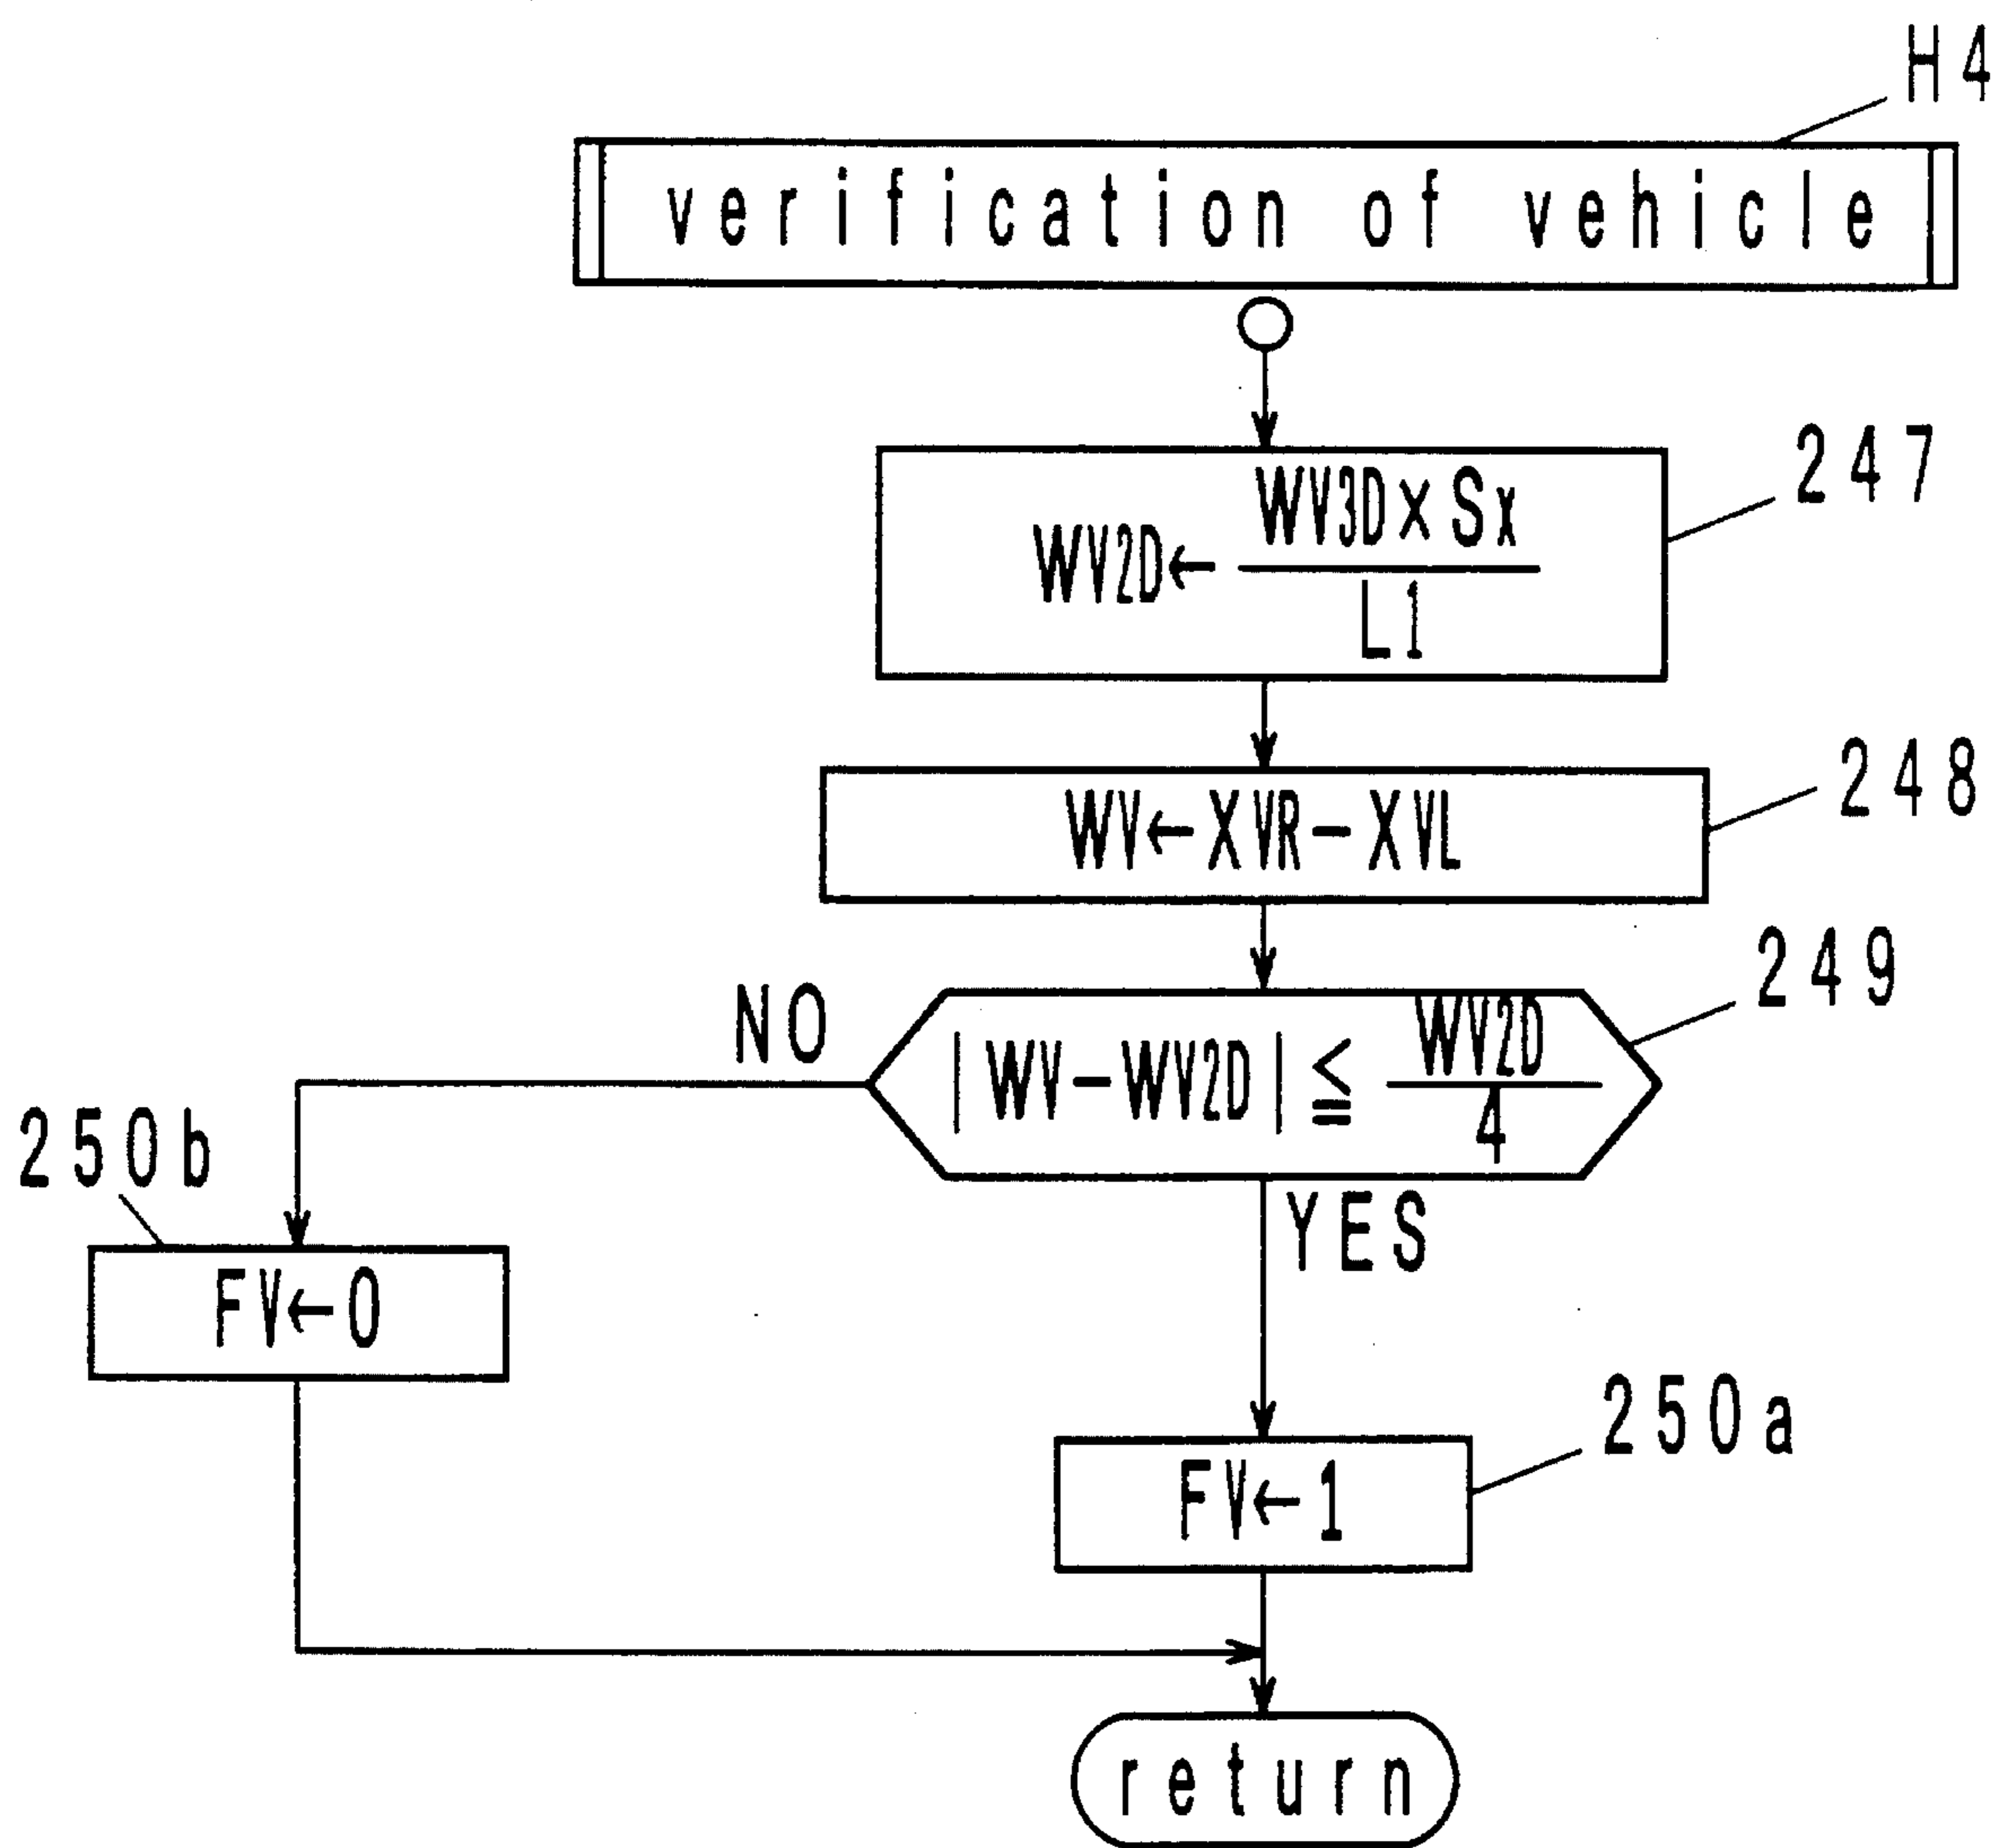 H4
verification of vehicle
247
WV2D←WV3D×Sx/L1
248
WV←XVR−XVL
249
NO
|WV−WV2D|≦WV2D/4
250b
YES
FV←0
250a
FV←1
return